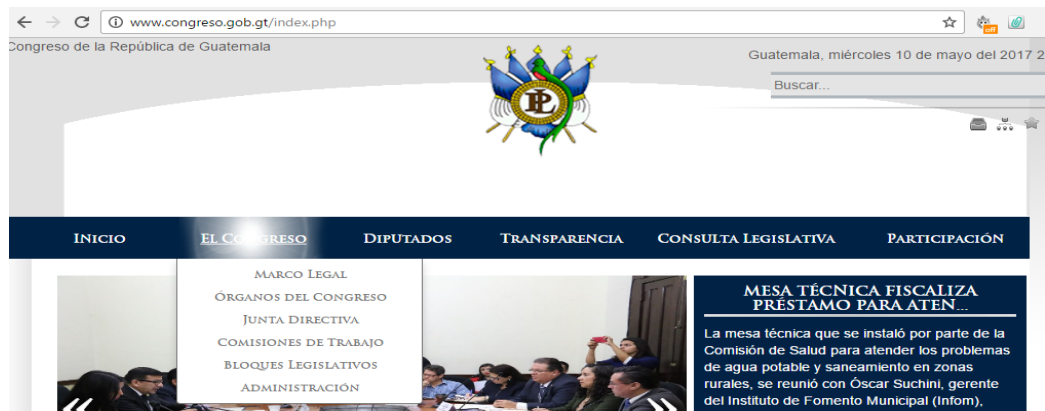 www.congreso.gob.gt/index.php
off
Congreso de la República de Guatemala
Guatemala, miércoles 10 de mayo del 2017 2
Buscar...
INICIO EL CONGRESO DIPUTADOS TRANSPARENCIA CONSULTA LEGISLATIVA PARTICIPACIÓN
MARCO LEGAL
ÓRGANOS DEL CONGRESO
JUNTA DIRECTIVA
COMISIONES DE TRABAJO
BLOQUES LEGISLATIVOS
ADMINISTRACIÓN
MESA TÉCNICA FISCALIZA
PRÉSTAMO PARA ATEN...
La mesa técnica que se instaló por parte de la
Comisión de Salud para atender los problemas
de agua potable y saneamiento en zonas
rurales, se reunió con Óscar Suchini, gerente
del Instituto de Fomento Municipal (Infom),